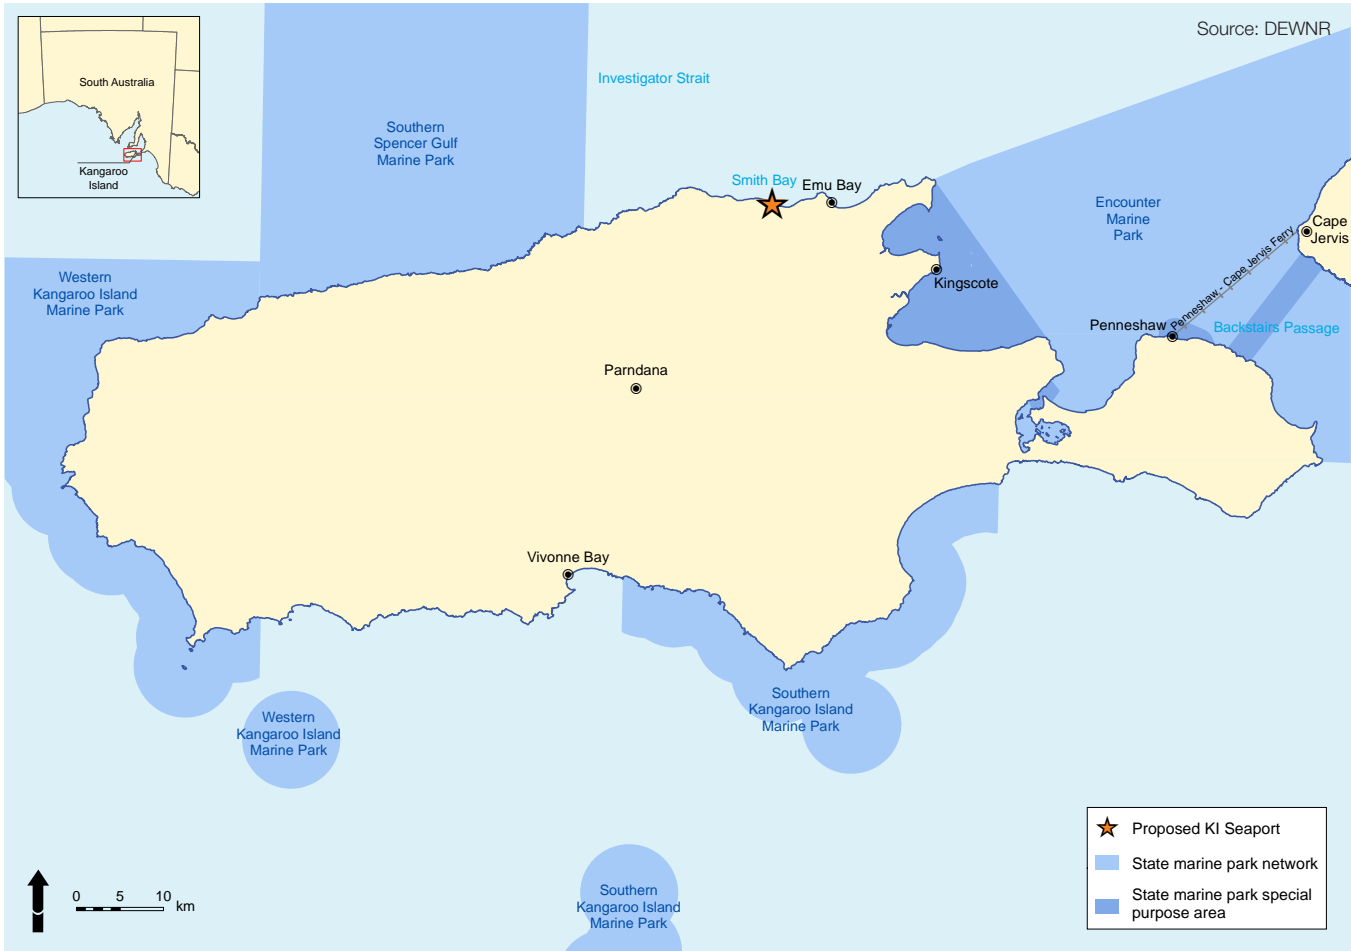 Source: DEWNR
South Australia
Kangaroo
Island
Investigator Strait
Southern
Spencer Gulf
Marine Park
Smith Bay
Emu Bay
Encounter
Marine
Park
Cape
Jervis
Penneshaw - Cape Jervis Ferry
Western
Kangaroo Island
Marine Park
Kingscote
Penneshaw
Backstairs Passage
Parndana
Vivonne Bay
Southern
Kangaroo Island
Marine Park
Western
Kangaroo Island
Marine Park
Southern
Kangaroo Island
Marine Park
0 5 10
km
Proposed KI Seaport
State marine park network
State marine park special
purpose area